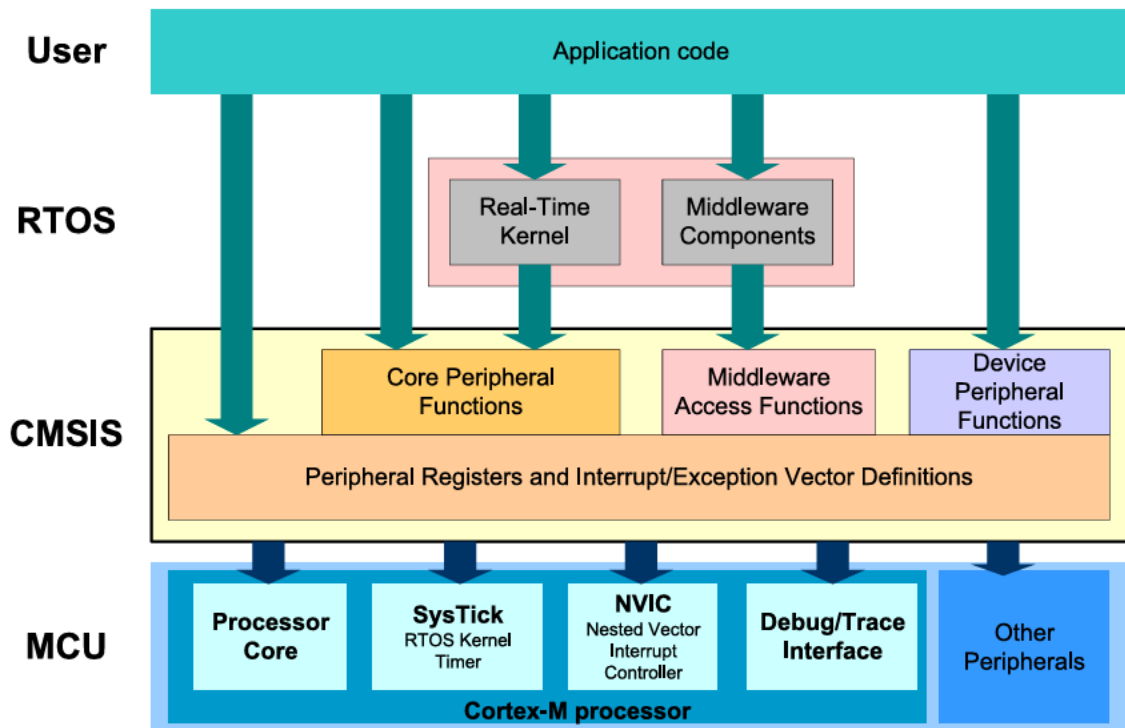 User
Application code
RTOS
Real-Time
Kernel
Middleware
Components
CMSIS
Core Peripheral
Functions
Middleware
Access Functions
Device
Peripheral
Functions
Peripheral Registers and Interrupt/Exception Vector Definitions
MCU
Processor
Core
SysTick
RTOS Kernel
Timer
NVIC
Nested Vector
Interrupt
Controller
Debug/Trace
Interface
Other
Peripherals
Cortex-M processor